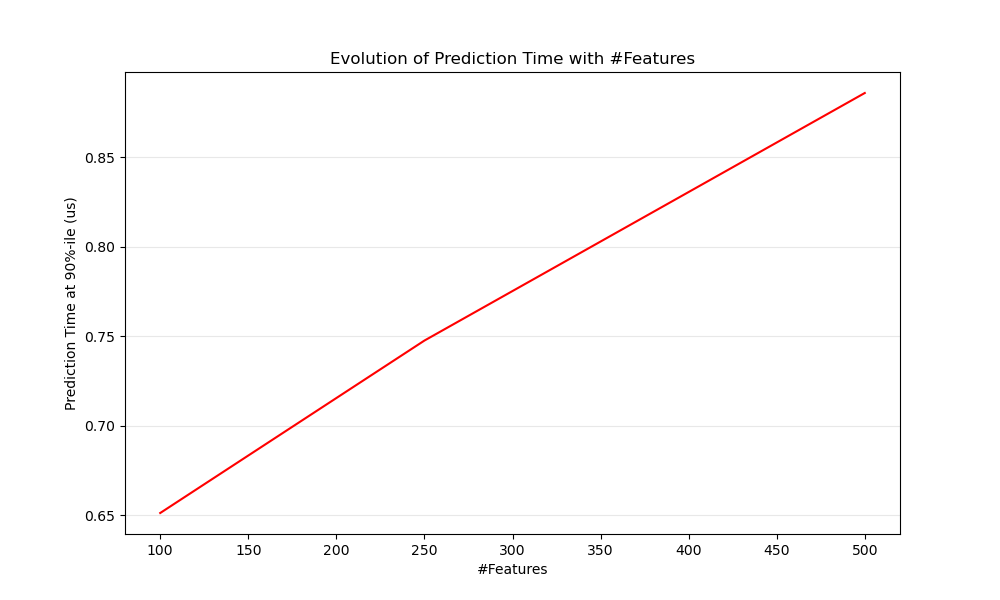 Evolution of Prediction Time with #Features
Prediction Time at 90%-ile (us)
0.85
0.80
0.75
0.70
0.65
100 150 200 250 300 350 400 450 500
#Features